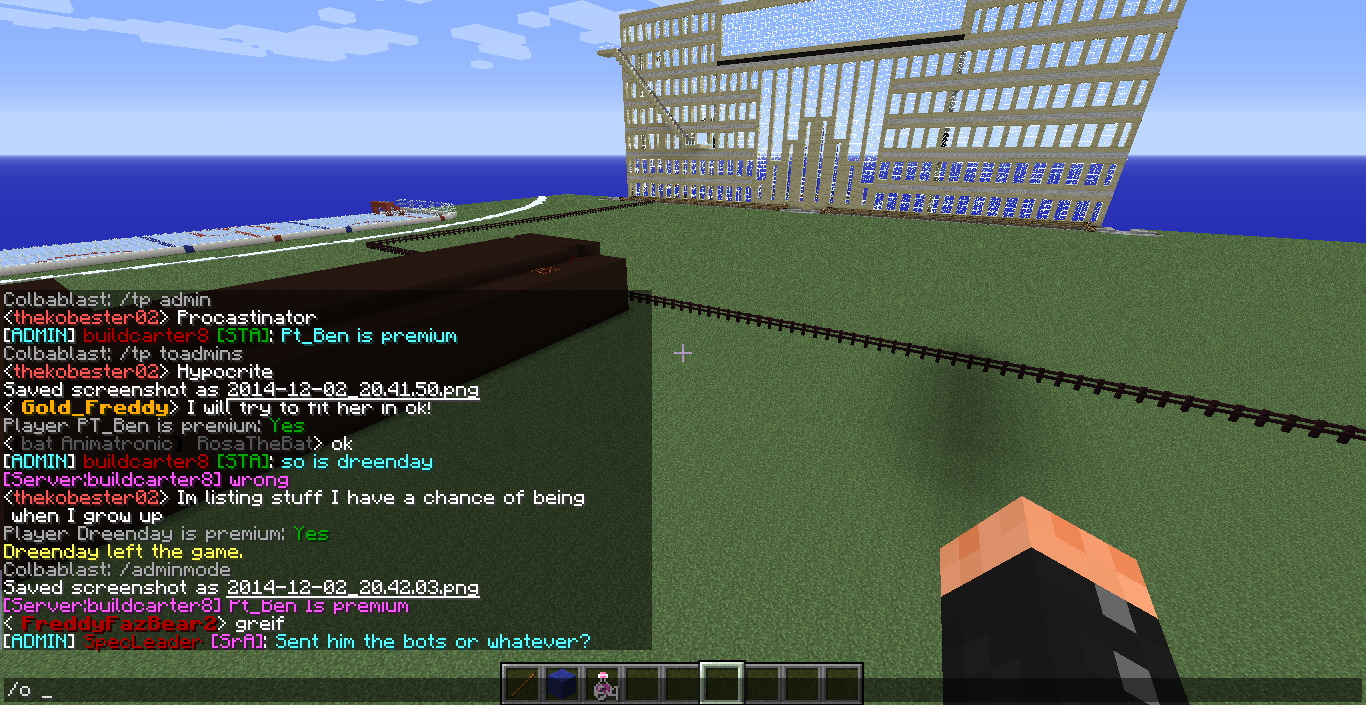 Colbablast: /tp admin
<thekobester02> Procastinator
[ADMIN] buildcarter8 [STA]: Pt_Ben is premium
Colbablast: /tp toadmins
<thekobester02> Hypocrite
Saved screenshot as 2014-12-02_20.41.50.png
< Gold_Freddy> I will try to fit her in ok!
Player PT_Ben is premium: Yes
< bat Animatronic  RosaTheBat> ok
[ADMIN] buildcarter8 [STA]: so is dreenday
[Server:buildcarter8] wrong
<thekobester02> Im listing stuff I have a chance of being
when I grow up
Player Dreenday is premium: Yes
Dreenday left the game.
Colbablast: /adminmode
Saved screenshot as 2014-12-02_20.42.03.png
[Server:buildcarter8] Pt_Ben Is premium
< FreddyFazBear2> greif
[ADMIN] SpecLeader [SrA]: Sent him the bots or whatever?
64
/o _